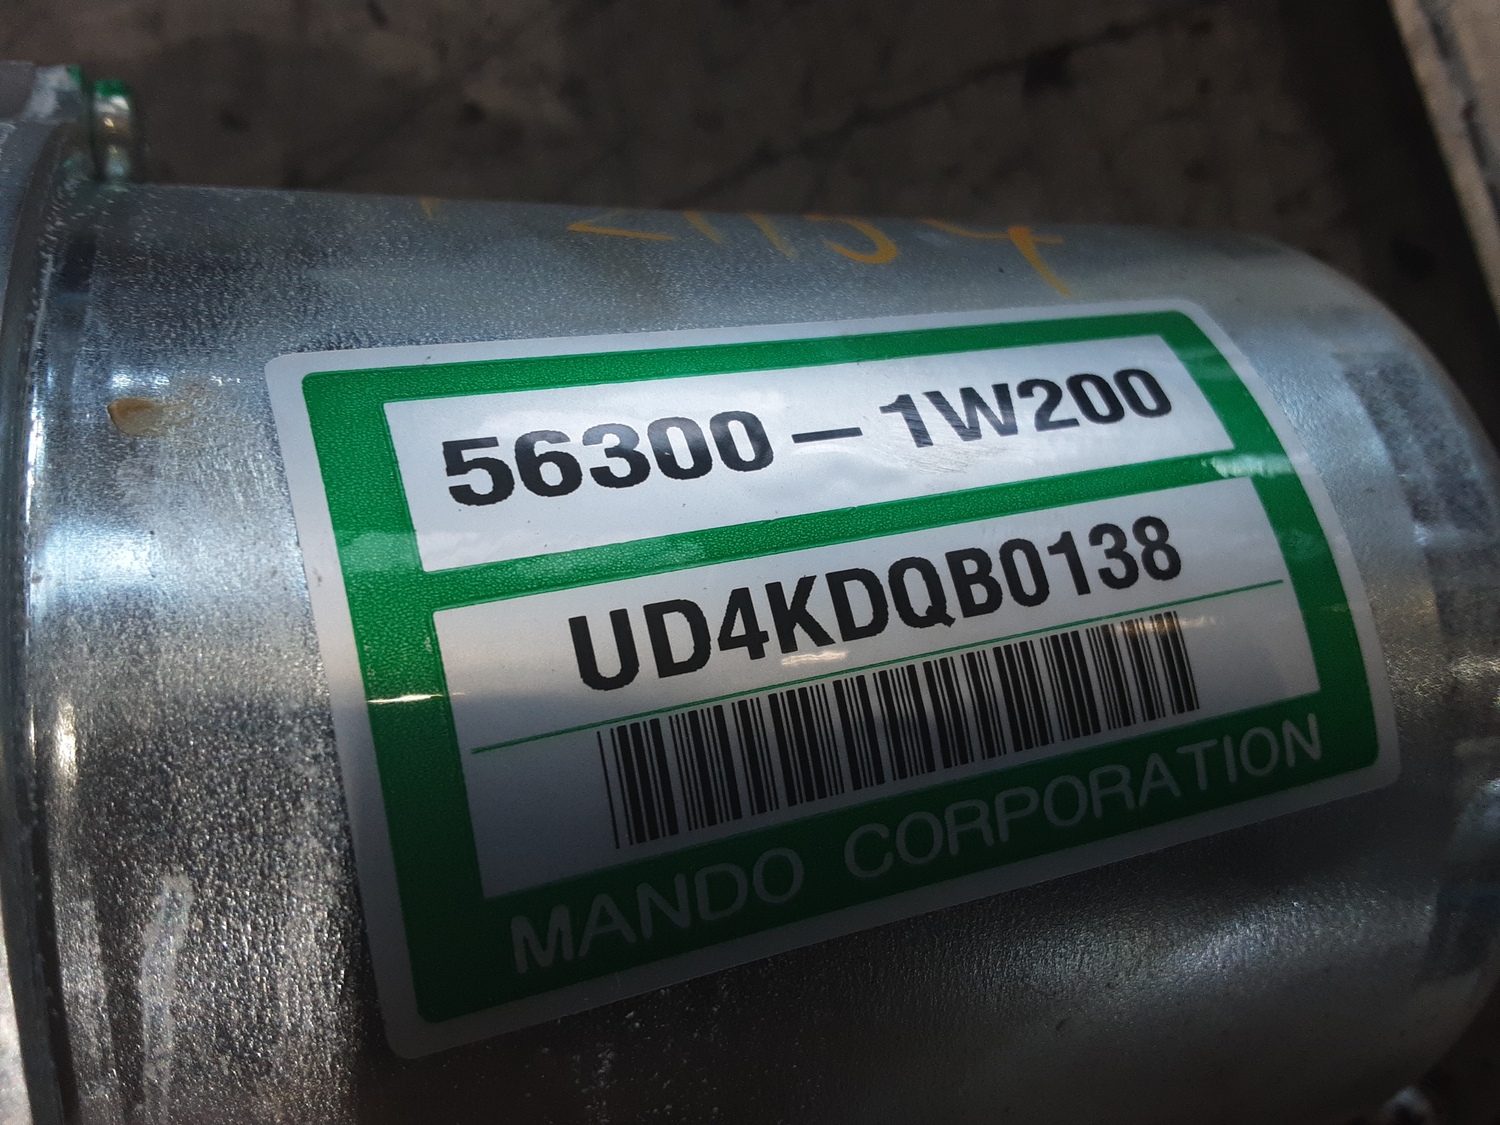 56300-1W200
UD4KDQB0138
MANDO CORPORATION